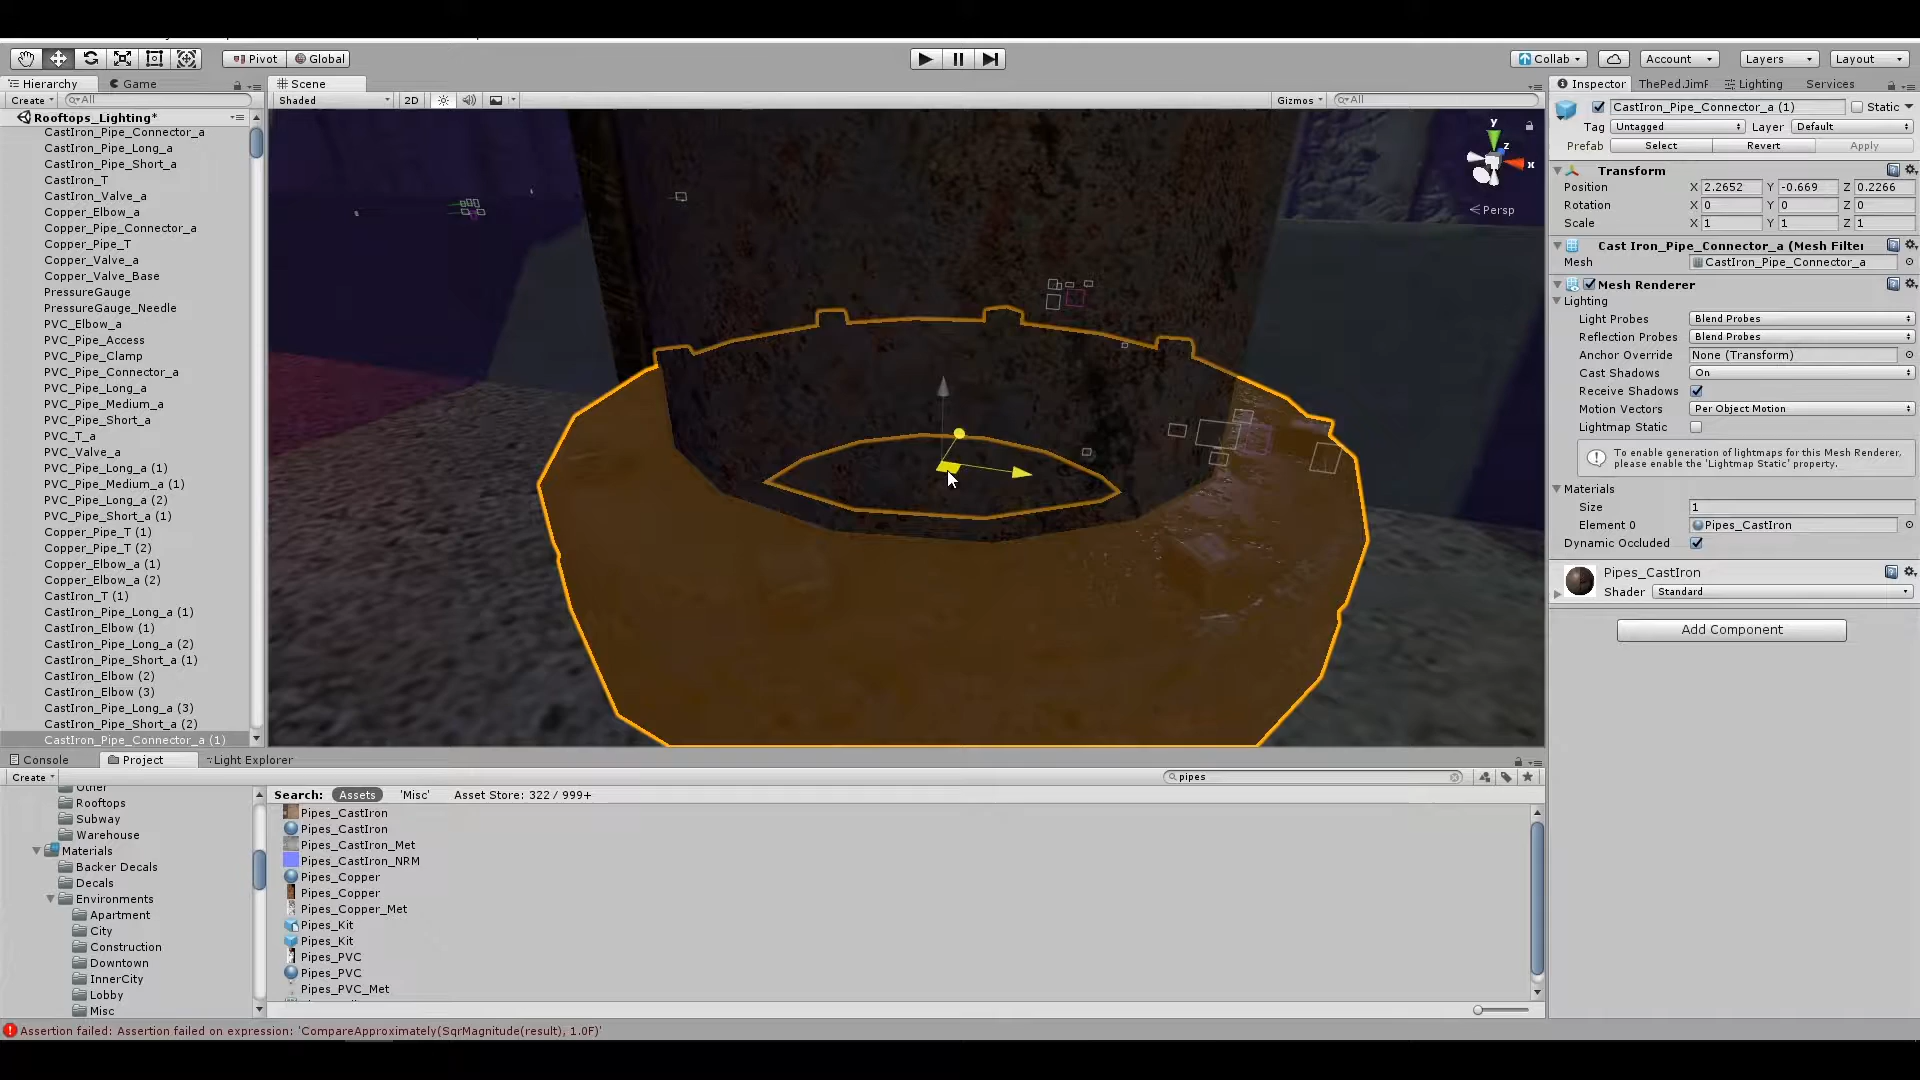 Pivot Global
Collab Account Layers Layout
Hierarchy Game
Create All
Rooftops_Lighting*
CastIron_Pipe_Connector_a
CastIron_Pipe_Long_a
CastIron_Pipe_Short_a
CastIron_T
CastIron_Valve_a
Copper_Elbow_a
Copper_Pipe_Connector_a
Copper_Pipe_T
Copper_Valve_a
Copper_Valve_Base
PressureGauge
PressureGauge_Needle
PVC_Elbow_a
PVC_Pipe_Access
PVC_Pipe_Clamp
PVC_Pipe_Connector_a
PVC_Pipe_Long_a
PVC_Pipe_Medium_a
PVC_Pipe_Short_a
PVC_T_a
PVC_Valve_a
PVC_Pipe_Long_a (1)
PVC_Pipe_Medium_a (1)
PVC_Pipe_Long_a (2)
PVC_Pipe_Short_a (1)
Copper_Pipe_T (1)
Copper_Pipe_T (2)
Copper_Elbow_a (1)
Copper_Elbow_a (2)
CastIron_T (1)
CastIron_Pipe_Long_a (1)
CastIron_Elbow (1)
CastIron_Pipe_Long_a (2)
CastIron_Pipe_Short_a (1)
CastIron_Elbow (2)
CastIron_Elbow (3)
CastIron_Pipe_Long_a (3)
CastIron_Pipe_Short_a (2)
CastIron_Pipe_Connector_a (1)
Scene
Shaded 2D Gizmos All
y
z
x
Persp
Inspector ThePed.JimF Lighting Services
CastIron_Pipe_Connector_a (1) Static
Tag Untagged Layer Default
Prefab Select Revert Apply
Transform
Position X 2.2652 Y -0.669 Z 0.2266
Rotation X 0 Y 0 Z 0
Scale X 1 Y 1 Z 1
Cast Iron_Pipe_Connector_a (Mesh Filter
Mesh CastIron_Pipe_Connector_a
Mesh Renderer
Lighting
Light Probes Blend Probes
Reflection Probes Blend Probes
Anchor Override None (Transform)
Cast Shadows On
Receive Shadows
Motion Vectors Per Object Motion
Lightmap Static
To enable generation of lightmaps for this Mesh Renderer,
please enable the 'Lightmap Static' property.
Materials
Size 1
Element 0 Pipes_CastIron
Dynamic Occluded
Pipes_CastIron
Shader Standard
Add Component
Console Project Light Explorer
Create pipes
Other
Rooftops
Subway
Warehouse
Materials
Backer Decals
Decals
Environments
Apartment
City
Construction
Downtown
InnerCity
Lobby
Misc
Search: Assets 'Misc' Asset Store: 322 / 999+
Pipes_CastIron
Pipes_CastIron
Pipes_CastIron_Met
Pipes_CastIron_NRM
Pipes_Copper
Pipes_Copper
Pipes_Copper_Met
Pipes_Kit
Pipes_Kit
Pipes_PVC
Pipes_PVC
Pipes_PVC_Met
Assertion failed: Assertion failed on expression: 'CompareApproximately(SqrMagnitude(result), 1.0F)'